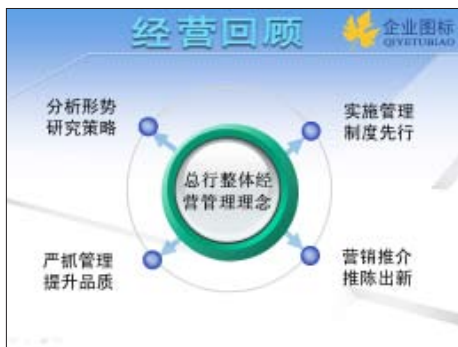 经营回顾
企业图标
QIYETUBIAO
分析形势
研究策略
实施管理
制度先行
总行整体经
营管理理念
严抓管理
提升品质
营销推介
推陈出新